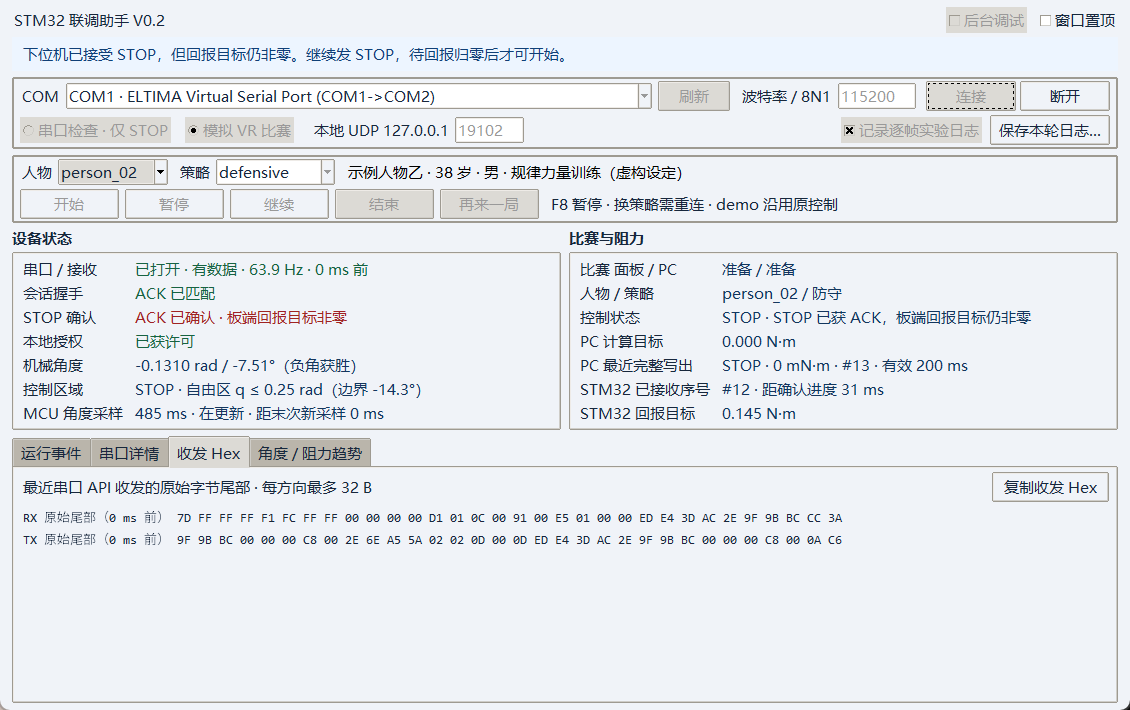 STM32 联调助手 V0.2 后台调试 窗口置顶
下位机已接受 STOP，但回报目标仍非零。继续发 STOP，待回报归零后才可开始。
COM COM1 · ELTIMA Virtual Serial Port (COM1->COM2) 刷新 波特率 / 8N1 115200 连接 断开
串口检查 · 仅 STOP 模拟 VR 比赛 本地 UDP 127.0.0.1 19102 记录逐帧实验日志 保存本轮日志...
人物 person_02 策略 defensive 示例人物乙 · 38 岁 · 男 · 规律力量训练（虚构设定）
开始 暂停 继续 结束 再来一局 F8 暂停 · 换策略需重连 · demo 沿用原控制
设备状态
串口 / 接收 已打开 · 有数据 · 63.9 Hz · 0 ms 前
会话握手 ACK 已匹配
STOP 确认 ACK 已确认 · 板端回报目标非零
本地授权 已获许可
机械角度 -0.1310 rad / -7.51°（负角获胜）
控制区域 STOP · 自由区 q ≤ 0.25 rad（边界 -14.3°）
MCU 角度采样 485 ms · 在更新 · 距末次新采样 0 ms
比赛与阻力
比赛 面板 / PC 准备 / 准备
人物 / 策略 person_02 / 防守
控制状态 STOP · STOP 已获 ACK，板端回报目标仍非零
PC 计算目标 0.000 N·m
PC 最近完整写出 STOP · 0 mN·m · #13 · 有效 200 ms
STM32 已接收序号 #12 · 距确认进度 31 ms
STM32 回报目标 0.145 N·m
运行事件 串口详情 收发 Hex 角度 / 阻力趋势
最近串口 API 收发的原始字节尾部 · 每方向最多 32 B 复制收发 Hex
RX 原始尾部（0 ms 前） 7D FF FF FF F1 FC FF FF 00 00 00 00 D1 01 0C 00 91 00 E5 01 00 00 ED E4 3D AC 2E 9F 9B BC CC 3A
TX 原始尾部（0 ms 前） 9F 9B BC 00 00 00 C8 00 2E 6E A5 5A 02 02 0D 00 0D ED E4 3D AC 2E 9F 9B BC 00 00 00 C8 00 0A C6